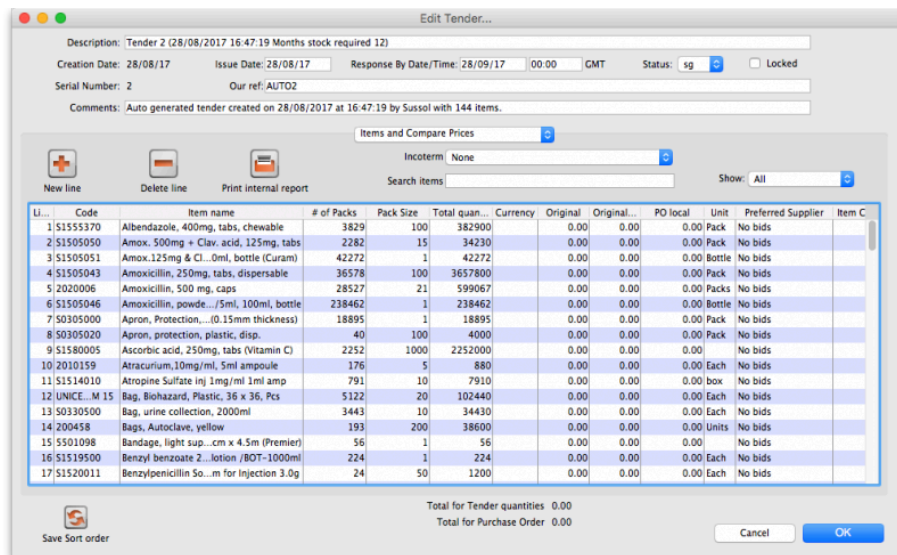 Edit Tender...
Description: Tender 2 (28/08/2017 16:47:19 Months stock required 12)
Creation Date: 28/08/17 Issue Date: 28/08/17 Response By Date/Time: 28/09/17 00:00 GMT Status: sg Locked
Serial Number: 2 Our ref: AUTO2
Comments: Auto generated tender created on 28/08/2017 at 16:47:19 by Sussol with 144 items.
Items and Compare Prices
New line Delete line Print internal report
Incoterm None
Search items Show: All
Li... Code Item name # of Packs Pack Size Total quan... Currency Original Original... PO local Unit Preferred Supplier Item C
1 S1555370 Albendazole, 400mg, tabs, chewable 3829 100 382900 0.00 0.00 0.00 Pack No bids
2 S1505050 Amox. 500mg + Clav. acid, 125mg, tabs 2282 15 34230 0.00 0.00 0.00 Pack No bids
3 S1505051 Amox.125mg & Cl...0ml, bottle (Curam) 42272 1 42272 0.00 0.00 0.00 Bottle No bids
4 S1505043 Amoxicillin, 250mg, tabs, dispersable 36578 100 3657800 0.00 0.00 0.00 Pack No bids
5 2020006 Amoxicillin, 500 mg, caps 28527 21 599067 0.00 0.00 0.00 Packs No bids
6 S1505046 Amoxicillin, powde.../5ml, 100ml, bottle 238462 1 238462 0.00 0.00 0.00 Bottle No bids
7 S0305000 Apron, Protection,...(0.15mm thickness) 18895 1 18895 0.00 0.00 0.00 Pack No bids
8 S0305020 Apron, protection, plastic, disp. 40 100 4000 0.00 0.00 0.00 Pack No bids
9 S1580005 Ascorbic acid, 250mg, tabs (Vitamin C) 2252 1000 2252000 0.00 0.00 0.00 No bids
10 2010159 Atracurium,10mg/ml, 5ml ampoule 176 5 880 0.00 0.00 0.00 Each No bids
11 S1514010 Atropine Sulfate inj 1mg/ml 1ml amp 791 10 7910 0.00 0.00 0.00 box No bids
12 UNICE...M 15 Bag, Biohazard, Plastic, 36 x 36, Pcs 5122 20 102440 0.00 0.00 0.00 Each No bids
13 S0330500 Bag, urine collection, 2000ml 3443 10 34430 0.00 0.00 0.00 Each No bids
14 200458 Bags, Autoclave, yellow 193 200 38600 0.00 0.00 0.00 Units No bids
15 5501098 Bandage, light sup...cm x 4.5m (Premier) 56 1 56 0.00 0.00 0.00 No bids
16 S1519500 Benzyl benzoate 2...lotion /BOT-1000ml 224 1 224 0.00 0.00 0.00 Each No bids
17 S1520011 Benzylpenicillin So...m for Injection 3.0g 24 50 1200 0.00 0.00 0.00 Each No bids
Total for Tender quantities 0.00
Total for Purchase Order 0.00
Save Sort order Cancel OK